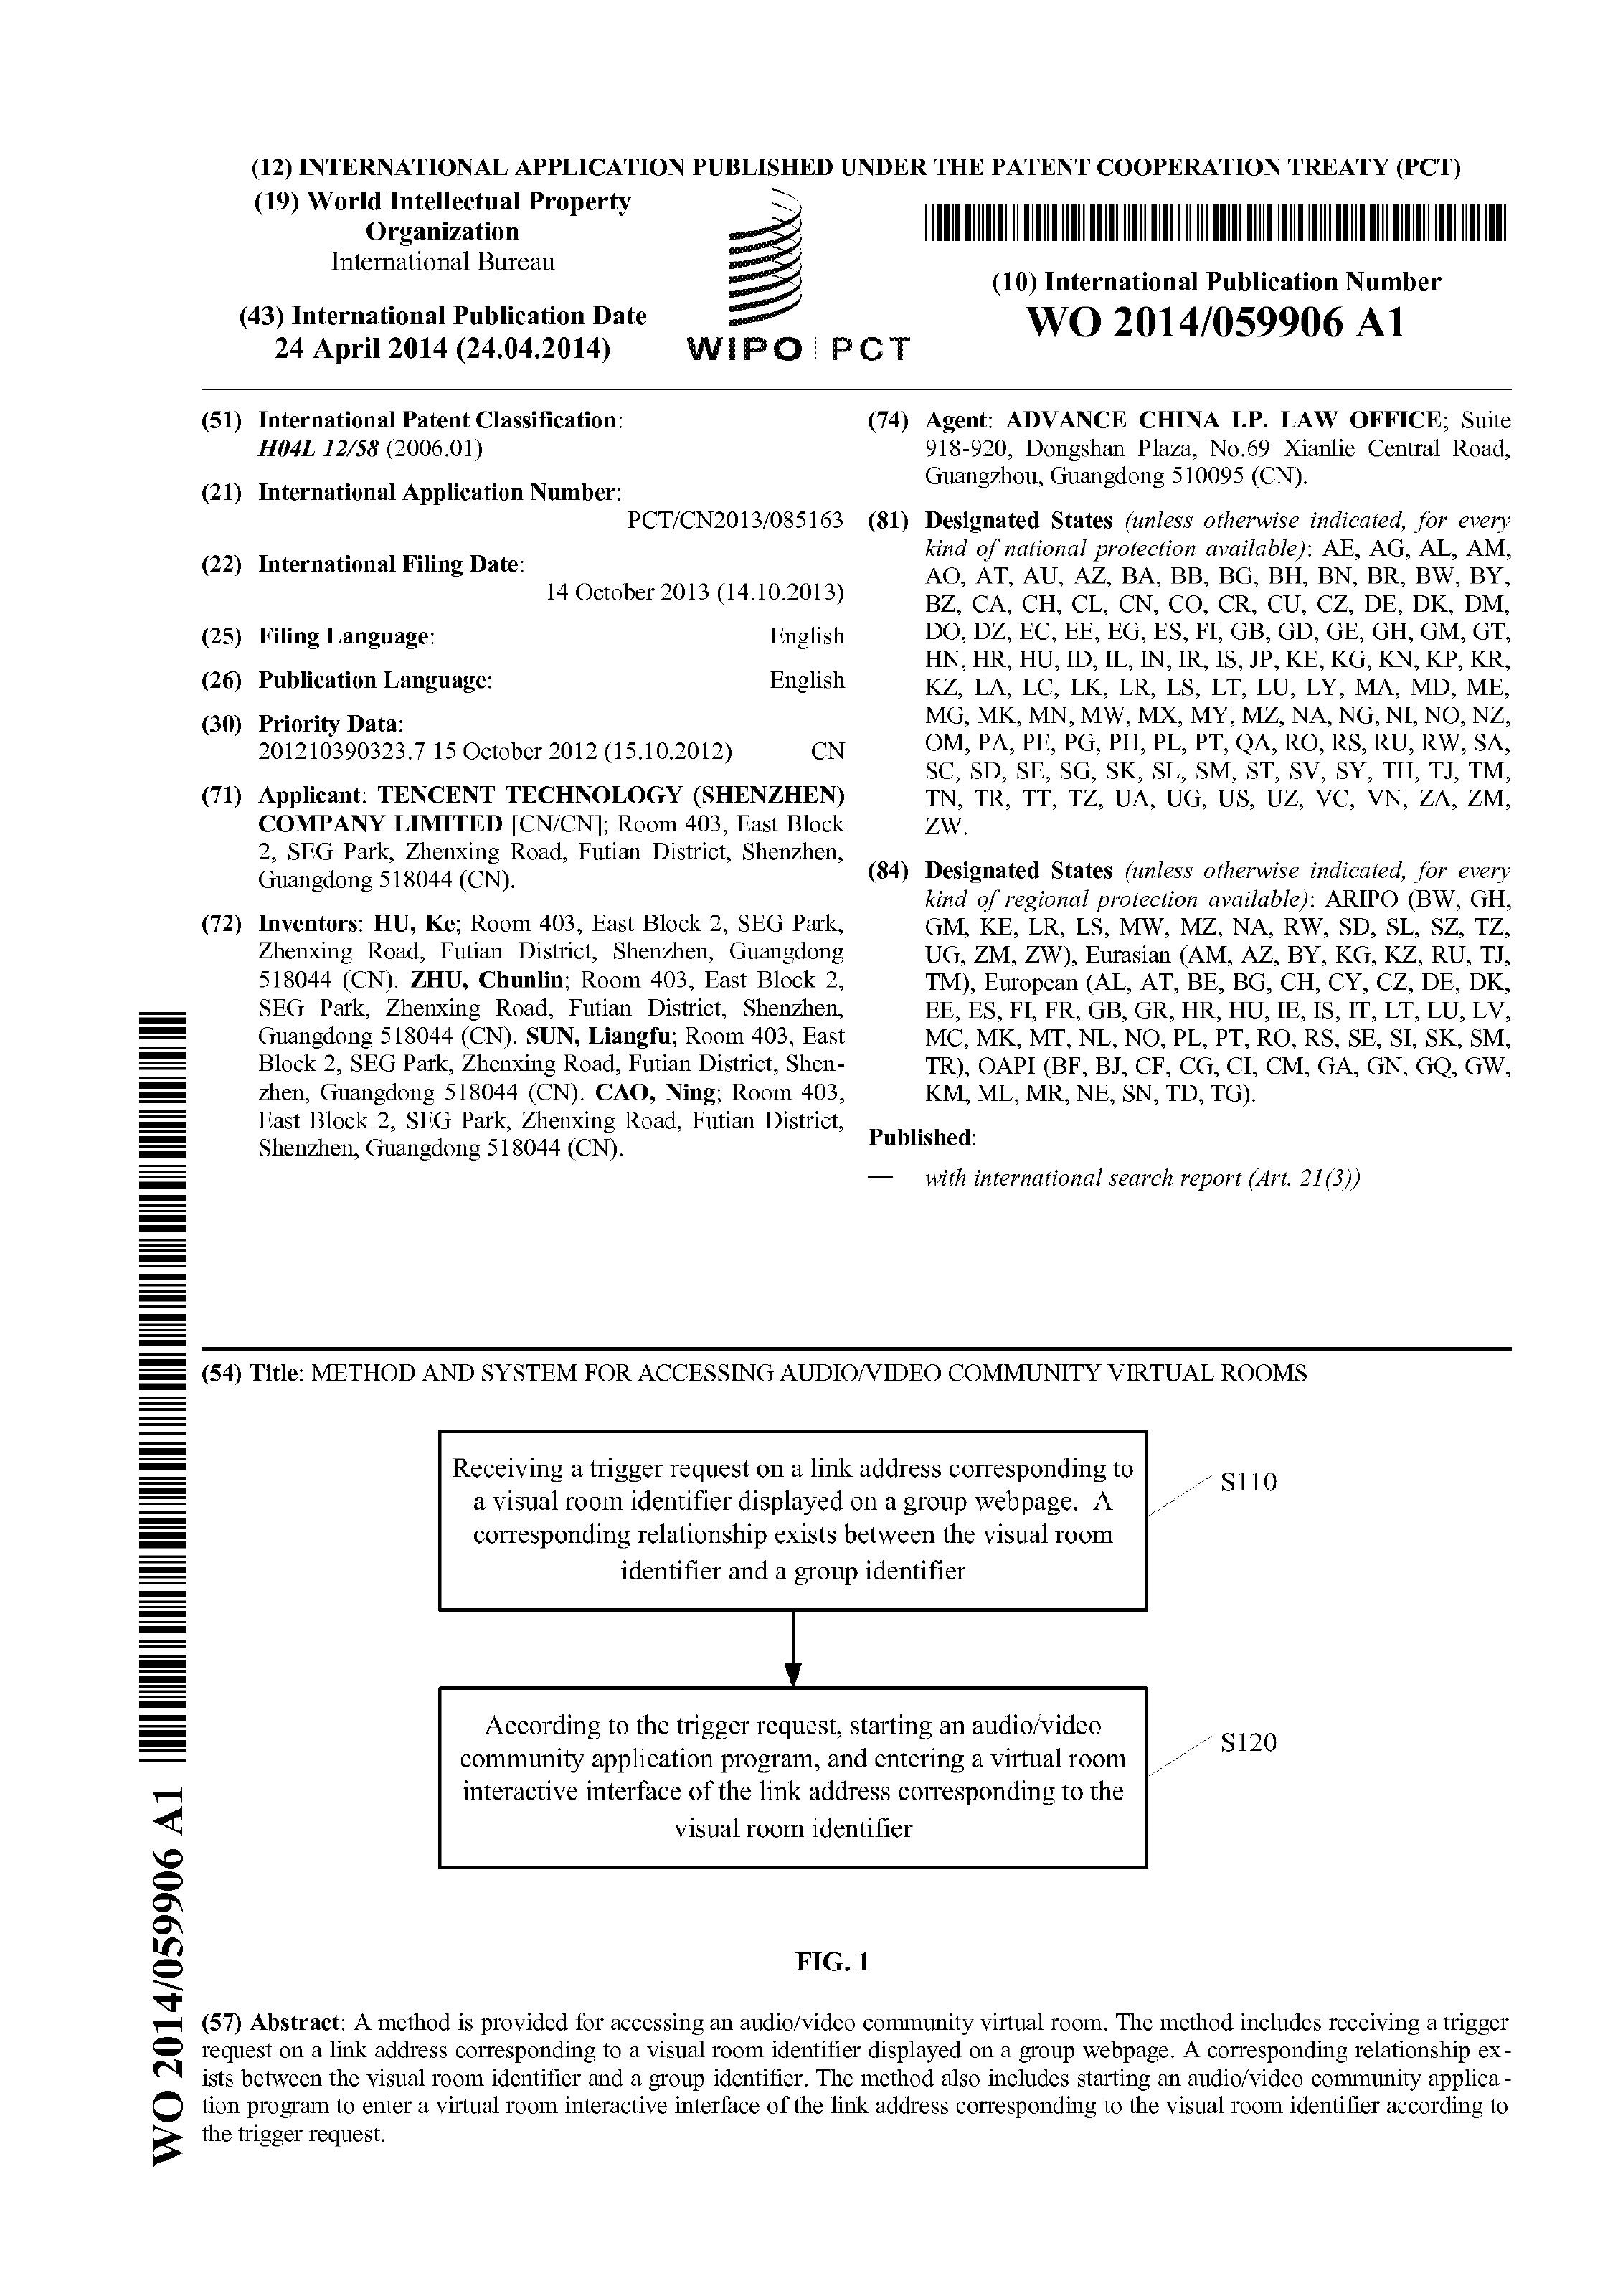 (12) INTERNATIONAL APPLICATION PUBLISHED UNDER THE PATENT COOPERATION TREATY (PCT)
(19) World Intellectual Property
Organization
International Bureau
(43) International Publication Date
24 April 2014 (24.04.2014)
WIPO | PCT
(10) International Publication Number
WO 2014/059906 A1
(51) International Patent Classification:
H04L 12/58 (2006.01)
(21) International Application Number:
PCT/CN2013/085163
(22) International Filing Date:
14 October 2013 (14.10.2013)
(25) Filing Language: English
(26) Publication Language: English
(30) Priority Data:
201210390323.7 15 October 2012 (15.10.2012) CN
(71) Applicant: TENCENT TECHNOLOGY (SHENZHEN)
COMPANY LIMITED [CN/CN]; Room 403, East Block
2, SEG Park, Zhenxing Road, Futian District, Shenzhen,
Guangdong 518044 (CN).
(72) Inventors: HU, Ke; Room 403, East Block 2, SEG Park,
Zhenxing Road, Futian District, Shenzhen, Guangdong
518044 (CN). ZHU, Chunlin; Room 403, East Block 2,
SEG Park, Zhenxing Road, Futian District, Shenzhen,
Guangdong 518044 (CN). SUN, Liangfu; Room 403, East
Block 2, SEG Park, Zhenxing Road, Futian District, Shen-
zhen, Guangdong 518044 (CN). CAO, Ning; Room 403,
East Block 2, SEG Park, Zhenxing Road, Futian District,
Shenzhen, Guangdong 518044 (CN).
(74) Agent: ADVANCE CHINA I.P. LAW OFFICE; Suite
918-920, Dongshan Plaza, No.69 Xianlie Central Road,
Guangzhou, Guangdong 510095 (CN).
(81) Designated States (unless otherwise indicated, for every
kind of national protection available): AE, AG, AL, AM,
AO, AT, AU, AZ, BA, BB, BG, BH, BN, BR, BW, BY,
BZ, CA, CH, CL, CN, CO, CR, CU, CZ, DE, DK, DM,
DO, DZ, EC, EE, EG, ES, FI, GB, GD, GE, GH, GM, GT,
HN, HR, HU, ID, IL, IN, IR, IS, JP, KE, KG, KN, KP, KR,
KZ, LA, LC, LK, LR, LS, LT, LU, LY, MA, MD, ME,
MG, MK, MN, MW, MX, MY, MZ, NA, NG, NI, NO, NZ,
OM, PA, PE, PG, PH, PL, PT, QA, RO, RS, RU, RW, SA,
SC, SD, SE, SG, SK, SL, SM, ST, SV, SY, TH, TJ, TM,
TN, TR, TT, TZ, UA, UG, US, UZ, VC, VN, ZA, ZM,
ZW.
(84) Designated States (unless otherwise indicated, for every
kind of regional protection available): ARIPO (BW, GH,
GM, KE, LR, LS, MW, MZ, NA, RW, SD, SL, SZ, TZ,
UG, ZM, ZW), Eurasian (AM, AZ, BY, KG, KZ, RU, TJ,
TM), European (AL, AT, BE, BG, CH, CY, CZ, DE, DK,
EE, ES, FI, FR, GB, GR, HR, HU, IE, IS, IT, LT, LU, LV,
MC, MK, MT, NL, NO, PL, PT, RO, RS, SE, SI, SK, SM,
TR), OAPI (BF, BJ, CF, CG, CI, CM, GA, GN, GQ, GW,
KM, ML, MR, NE, SN, TD, TG).
Published:
— with international search report (Art. 21(3))
(54) Title: METHOD AND SYSTEM FOR ACCESSING AUDIO/VIDEO COMMUNITY VIRTUAL ROOMS
Receiving a trigger request on a link address corresponding to
a visual room identifier displayed on a group webpage. A
corresponding relationship exists between the visual room
identifier and a group identifier
S110
According to the trigger request, starting an audio/video
community application program, and entering a virtual room
interactive interface of the link address corresponding to the
visual room identifier
S120
FIG. 1
(57) Abstract: A method is provided for accessing an audio/video community virtual room. The method includes receiving a trigger
request on a link address corresponding to a visual room identifier displayed on a group webpage. A corresponding relationship ex-
ists between the visual room identifier and a group identifier. The method also includes starting an audio/video community applica-
tion program to enter a virtual room interactive interface of the link address corresponding to the visual room identifier according to
the trigger request.
WO 2014/059906 A1